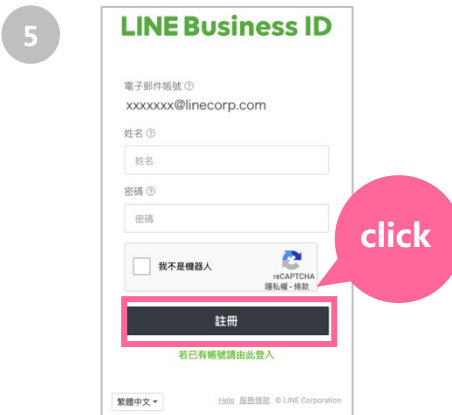 5
LINE Business ID
電子郵件帳號 ?
xxxxxxx@linecorp.com
姓名 ?
姓名
密碼 ?
密碼
click
我不是機器人
reCAPTCHA
隱私權 - 條款
註冊
若已有帳號請由此登入
繁體中文
Help 服務條款 © LINE Corporation